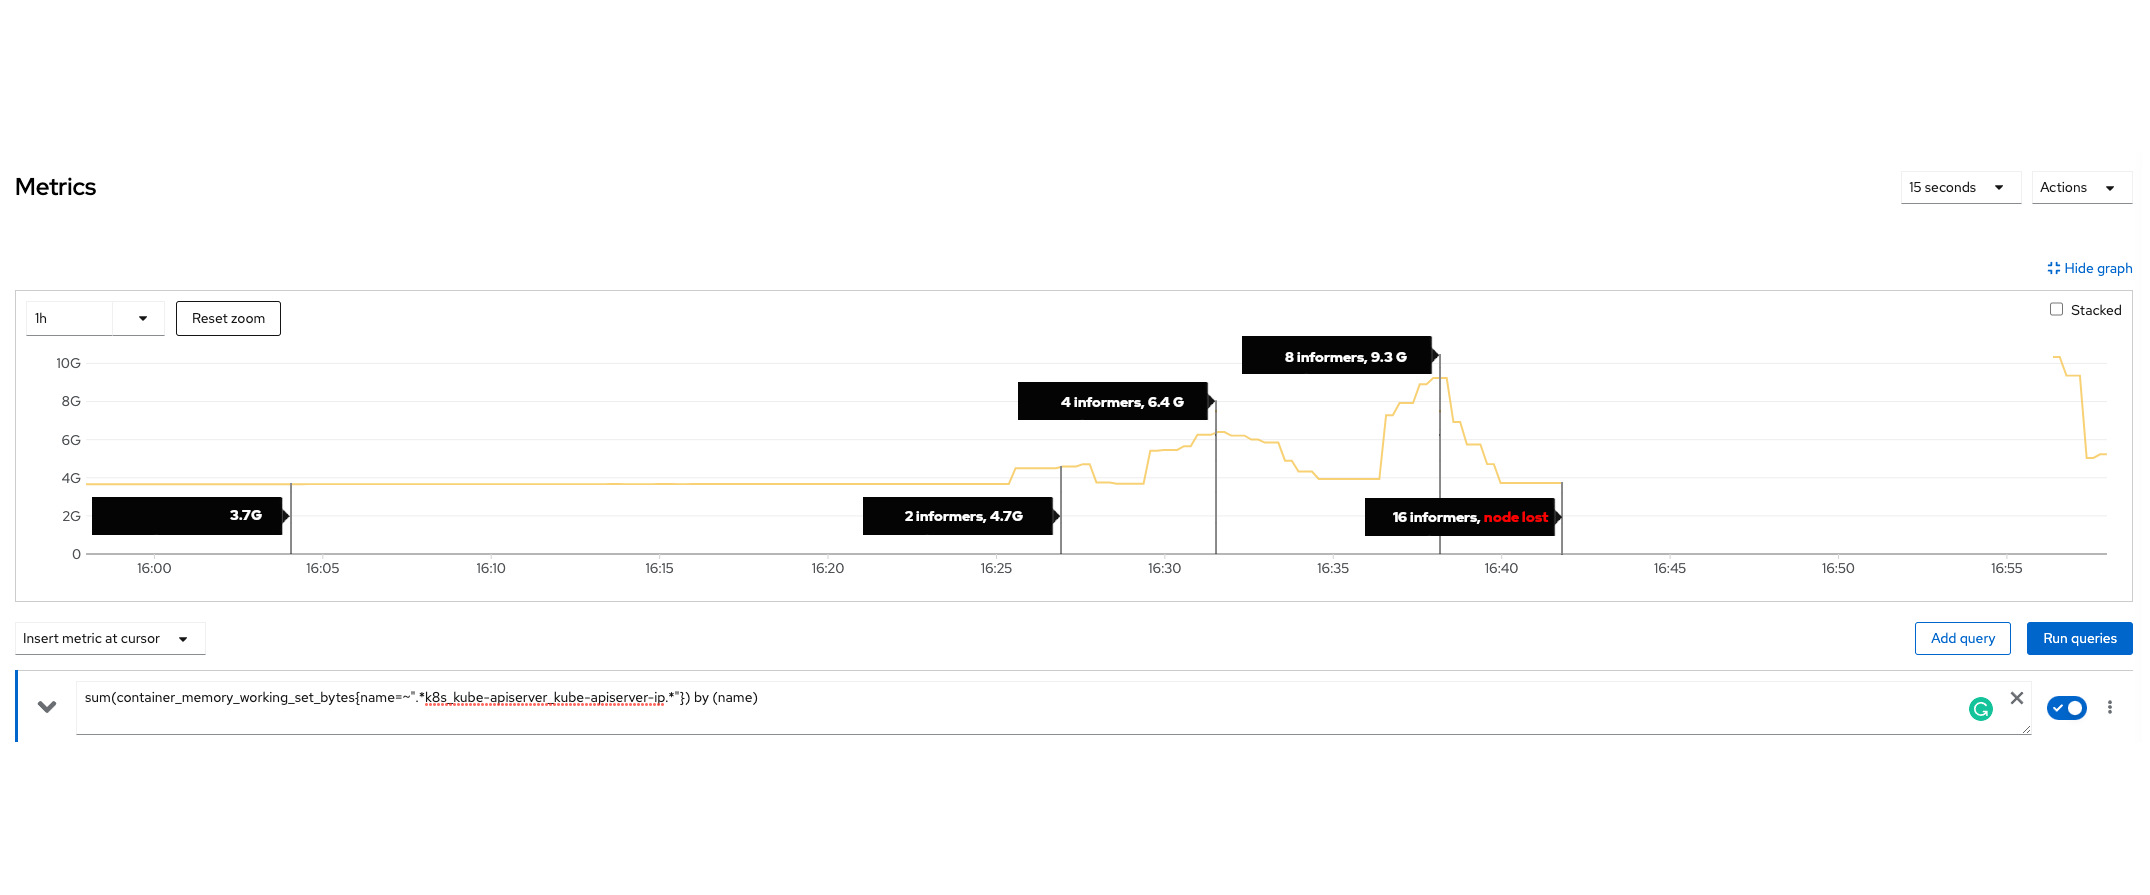 Metrics
15 seconds
Actions
Hide graph
1h
Reset zoom
Stacked
10G
8G
6G
4G
2G
0
8 informers, 9.3 G
4 informers, 6.4 G
3.7G
2 informers, 4.7G
16 informers, node lost
16:00 16:05 16:10 16:15 16:20 16:25 16:30 16:35 16:40 16:45 16:50 16:55
Insert metric at cursor
Add query
Run queries
sum(container_memory_working_set_bytes{name=~".*k8s_kube-apiserver_kube-apiserver-ip.*"}) by (name)